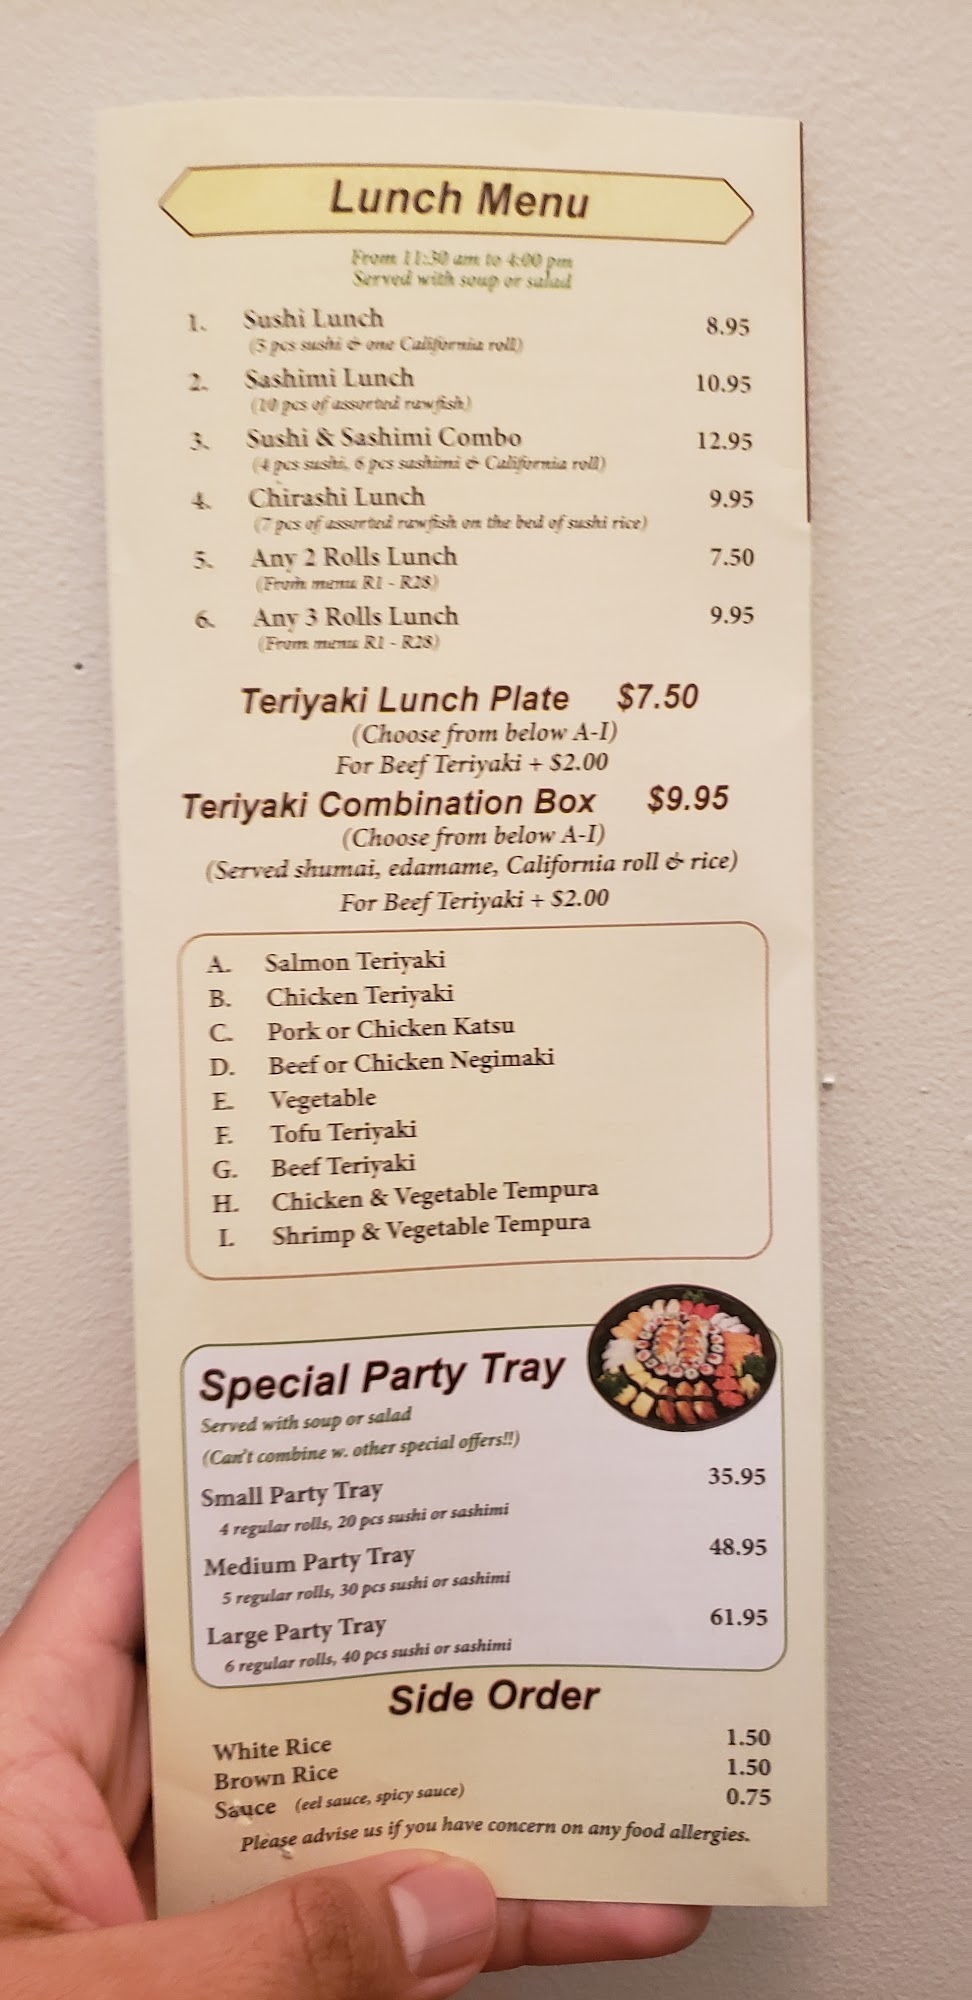 Lunch Menu
From 11:30 am to 4:00 pm
Served with soup or salad
1. Sushi Lunch 8.95
(5 pcs sushi & one California roll)
2. Sashimi Lunch 10.95
(10 pcs of assorted rawfish)
3. Sushi & Sashimi Combo 12.95
(4 pcs sushi, 6 pcs sashimi & California roll)
4. Chirashi Lunch 9.95
(7 pcs of assorted rawfish on the bed of sushi rice)
5. Any 2 Rolls Lunch 7.50
(From menu R1 - R28)
6. Any 3 Rolls Lunch 9.95
(From menu R1 - R28)
Teriyaki Lunch Plate $7.50
(Choose from below A-I)
For Beef Teriyaki + $2.00
Teriyaki Combination Box $9.95
(Choose from below A-I)
(Served shumai, edamame, California roll & rice)
For Beef Teriyaki + $2.00
A. Salmon Teriyaki
B. Chicken Teriyaki
C. Pork or Chicken Katsu
D. Beef or Chicken Negimaki
E. Vegetable
F. Tofu Teriyaki
G. Beef Teriyaki
H. Chicken & Vegetable Tempura
I. Shrimp & Vegetable Tempura
Special Party Tray
Served with soup or salad
(Can't combine w. other special offers!!)
Small Party Tray 35.95
4 regular rolls, 20 pcs sushi or sashimi
Medium Party Tray 48.95
5 regular rolls, 30 pcs sushi or sashimi
Large Party Tray 61.95
6 regular rolls, 40 pcs sushi or sashimi
Side Order
White Rice 1.50
Brown Rice 1.50
Sauce (eel sauce, spicy sauce) 0.75
Please advise us if you have concern on any food allergies.